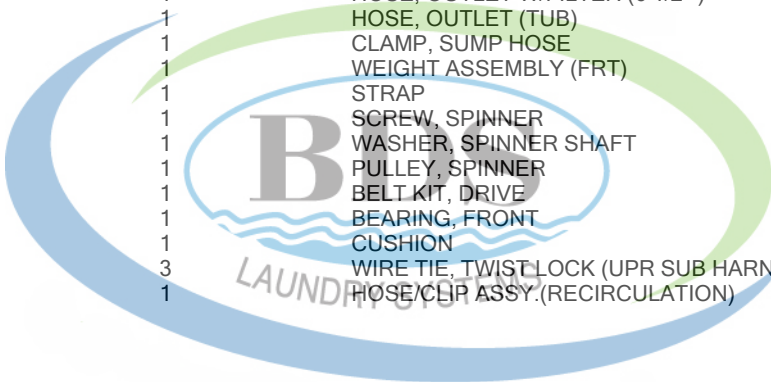 1 HOSE, OUTLET (TUB)
1 CLAMP, SUMP HOSE
1 WEIGHT ASSEMBLY (FRT)
1 STRAP
1 SCREW, SPINNER
1 WASHER, SPINNER SHAFT
1 PULLEY, SPINNER
1 BELT KIT, DRIVE
1 BEARING, FRONT
1 CUSHION
3 WIRE TIE, TWIST LOCK (UPR SUB HARN
1 HOSE/CLIP ASSY.(RECIRCULATION)
BDS
LAUNDRY SYSTEMS